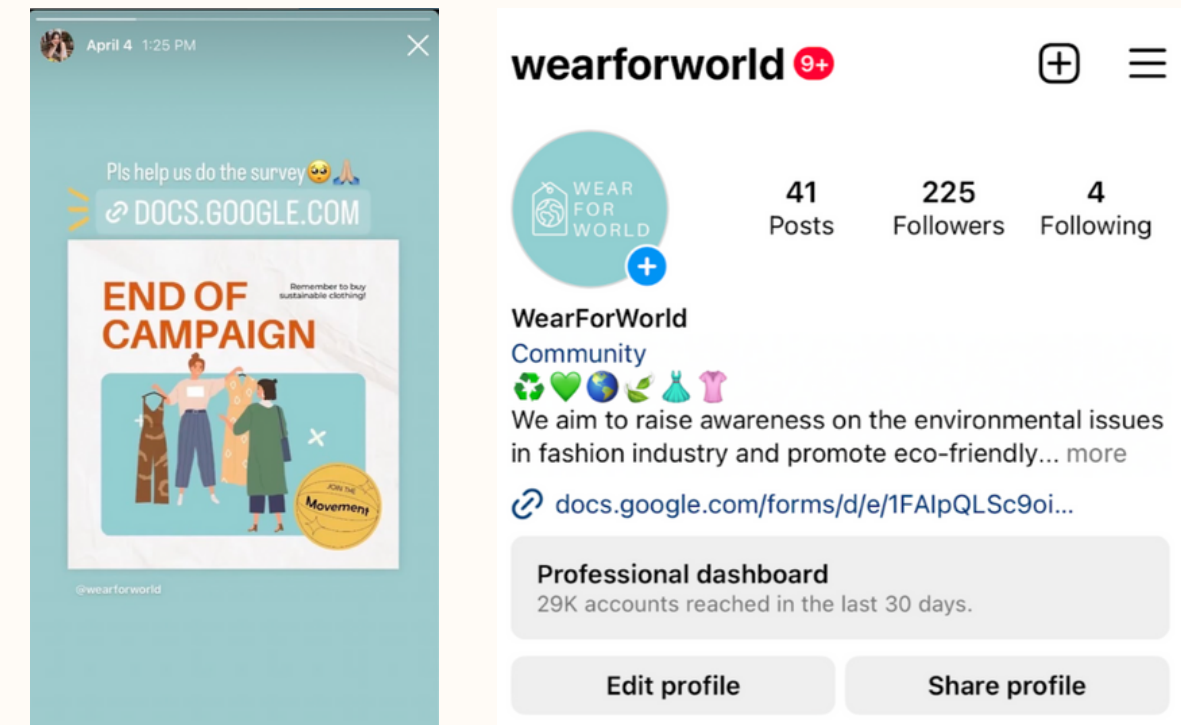 April 4 1:25 PM
Pls help us do the survey🥺🙏🏼
DOCS.GOOGLE.COM
END OF
CAMPAIGN
Remember to buy
sustainable clothing!
JOIN THE
Movement
@wearforworld
wearforworld 9+
WEAR
FOR
WORLD
41
Posts
225
Followers
4
Following
WearForWorld
Community
♻️💚🌎🍃👗👚
We aim to raise awareness on the environmental issues
in fashion industry and promote eco-friendly... more
docs.google.com/forms/d/e/1FAIpQLSc9oi...
Professional dashboard
29K accounts reached in the last 30 days.
Edit profile
Share profile